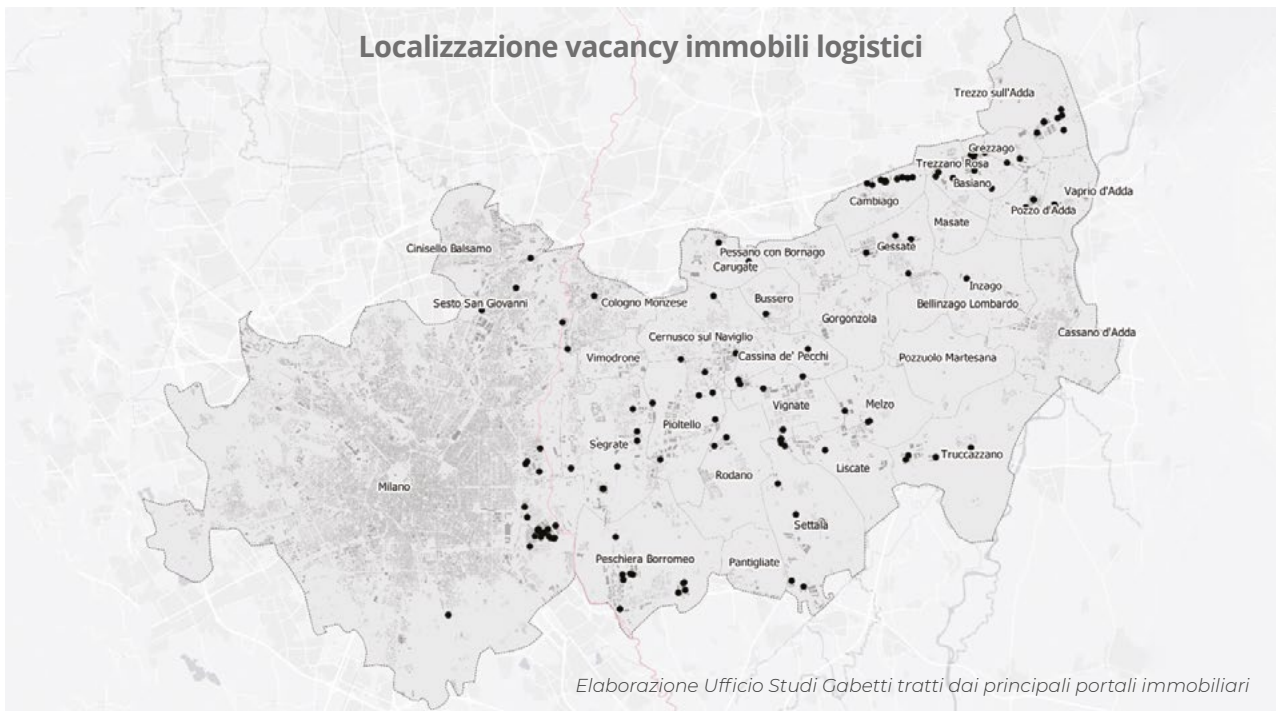 Localizzazione vacancy immobili logistici
Trezzo sull'Adda
Grezzago
Trezzano Rosa
Basiano
Vaprio d'Adda
Cambiago
Pozzo d'Adda
Masate
Cinisello Balsamo
Gessate
Pessano con Bornago
Carugate
Inzago
Sesto San Giovanni
Cologno Monzese
Bussero
Bellinzago Lombardo
Gorgonzola
Cassano d'Adda
Cernusco sul Naviglio
Vimodrone
Cassina de' Pecchi
Pozzuolo Martesana
Vignate
Melzo
Pioltello
Segrate
Truccazzano
Liscate
Rodano
Milano
Settala
Peschiera Borromeo
Pantigliate
Elaborazione Ufficio Studi Gabetti tratti dai principali portali immobiliari